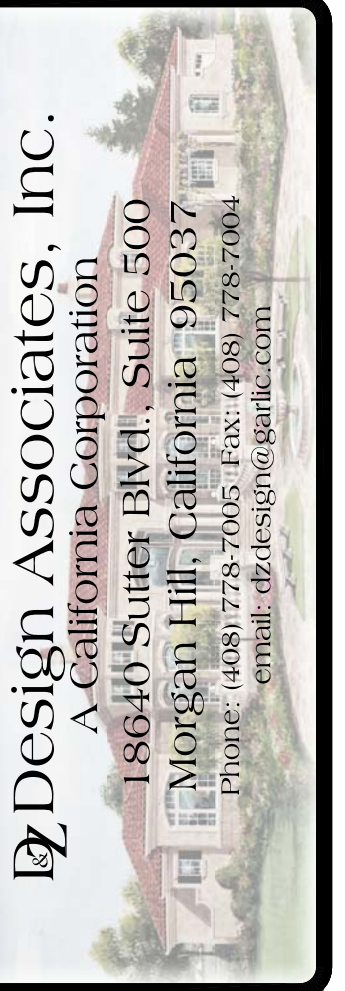 D&Z Design Associates, Inc.
A California Corporation
18640 Sutter Blvd., Suite 500
Morgan Hill, California 95037
Phone: (408) 778-7005 Fax: (408) 778-7004
email: dzdesign@garlic.com